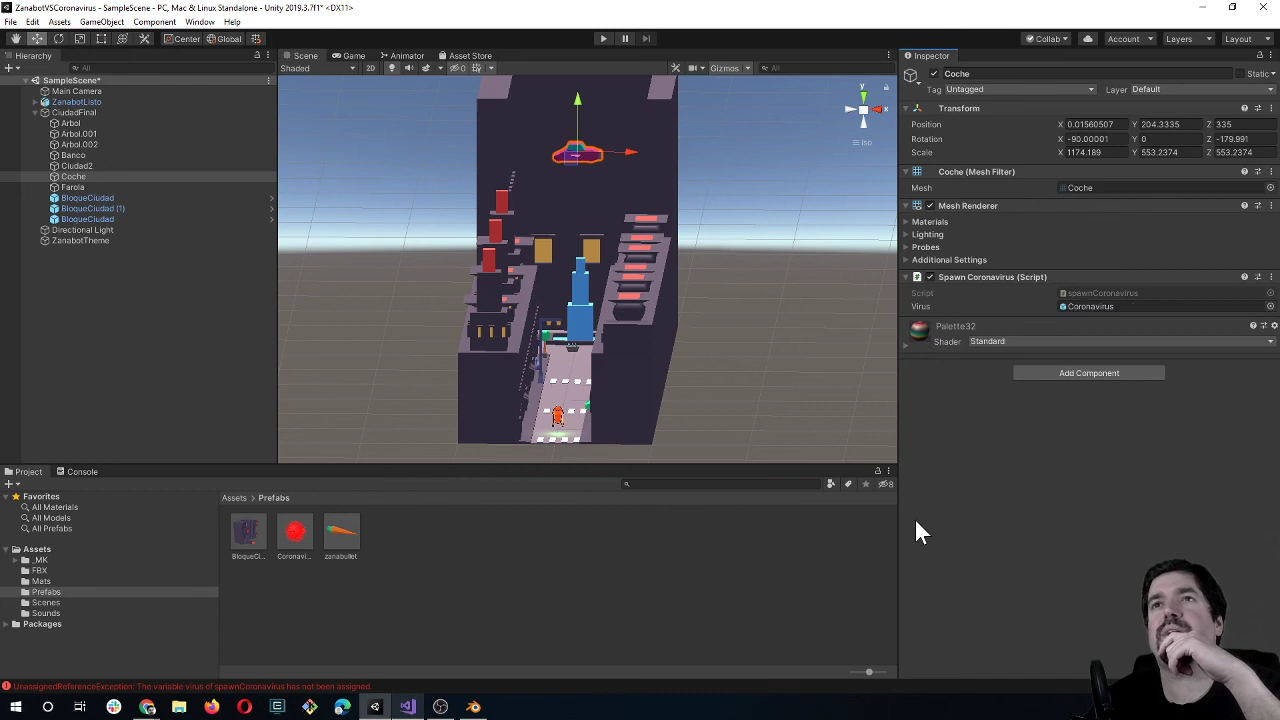 ZanabotVSCoronavirus - SampleScene - PC, Mac & Linux Standalone - Unity 2019.3.7f1* <DX11>
File Edit Assets GameObject Component Window Help
Center Global Collab Account Layers Layout
Hierarchy Scene Game Animator Asset Store Inspector
All Shaded 2D 0 Gizmos All Coche Static
SampleScene* Tag Untagged Layer Default
Main Camera
ZanabotListo
CiudadFinal
Arbol
Arbol.001
Arbol.002
Banco
Ciudad2
Coche
Farola
BloqueCiudad
BloqueCiudad (1)
BloqueCiudad
Directional Light
ZanabotTheme
y
x
Iso
Transform
Position X 0.01560507 Y 204.3335 Z 335
Rotation X -90.00001 Y 0 Z -179.991
Scale X 1174.189 Y 553.2374 Z 553.2374
Coche (Mesh Filter)
Mesh Coche
Mesh Renderer
Materials
Lighting
Probes
Additional Settings
Spawn Coronavirus (Script)
Script spawnCoronavirus
Virus Coronavirus
Palette32
Shader Standard
Add Component
Project Console
8
Favorites
All Materials
All Models
All Prefabs
Assets
_MK
FBX
Mats
Prefabs
Scenes
Sounds
Packages
Assets > Prefabs
BloqueCi... Coronavi... zanabullet
UnassignedReferenceException: The variable virus of spawnCoronavirus has not been assigned.